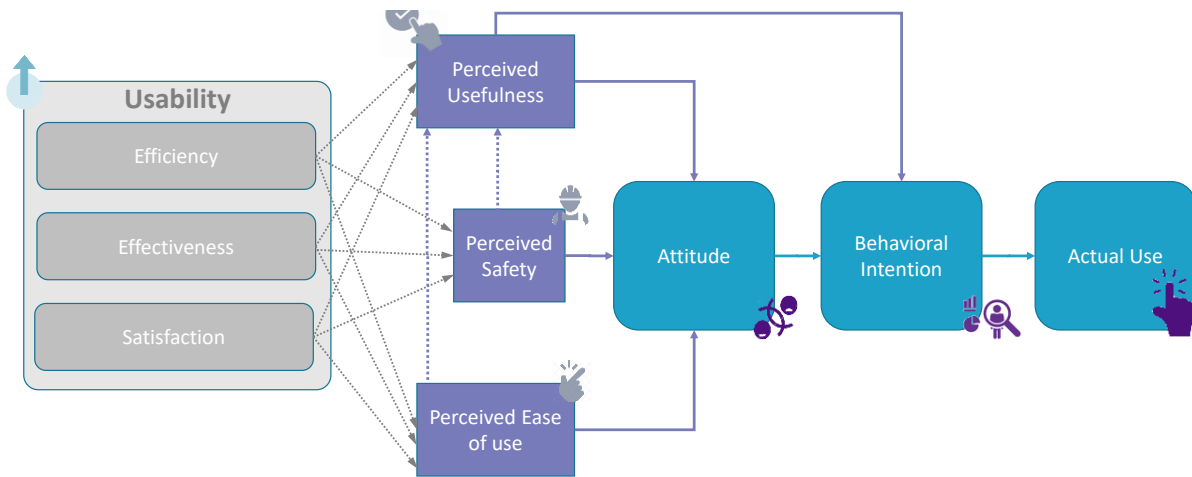 Usability
Efficiency
Effectiveness
Satisfaction
Perceived
Usefulness
Perceived
Safety
Perceived Ease
of use
Attitude
Behavioral
Intention
Actual Use